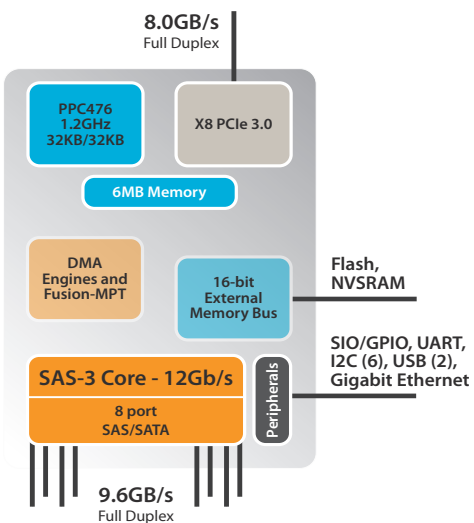 8.0GB/s
Full Duplex
PPC476
1.2GHz
32KB/32KB
X8 PCIe 3.0
6MB Memory
DMA
Engines and
Fusion-MPT
16-bit
External
Memory Bus
Flash,
NVSRAM
SIO/GPIO, UART,
I2C (6), USB (2),
Gigabit Ethernet
SAS-3 Core - 12Gb/s
8 port
SAS/SATA
Peripherals
9.6GB/s
Full Duplex